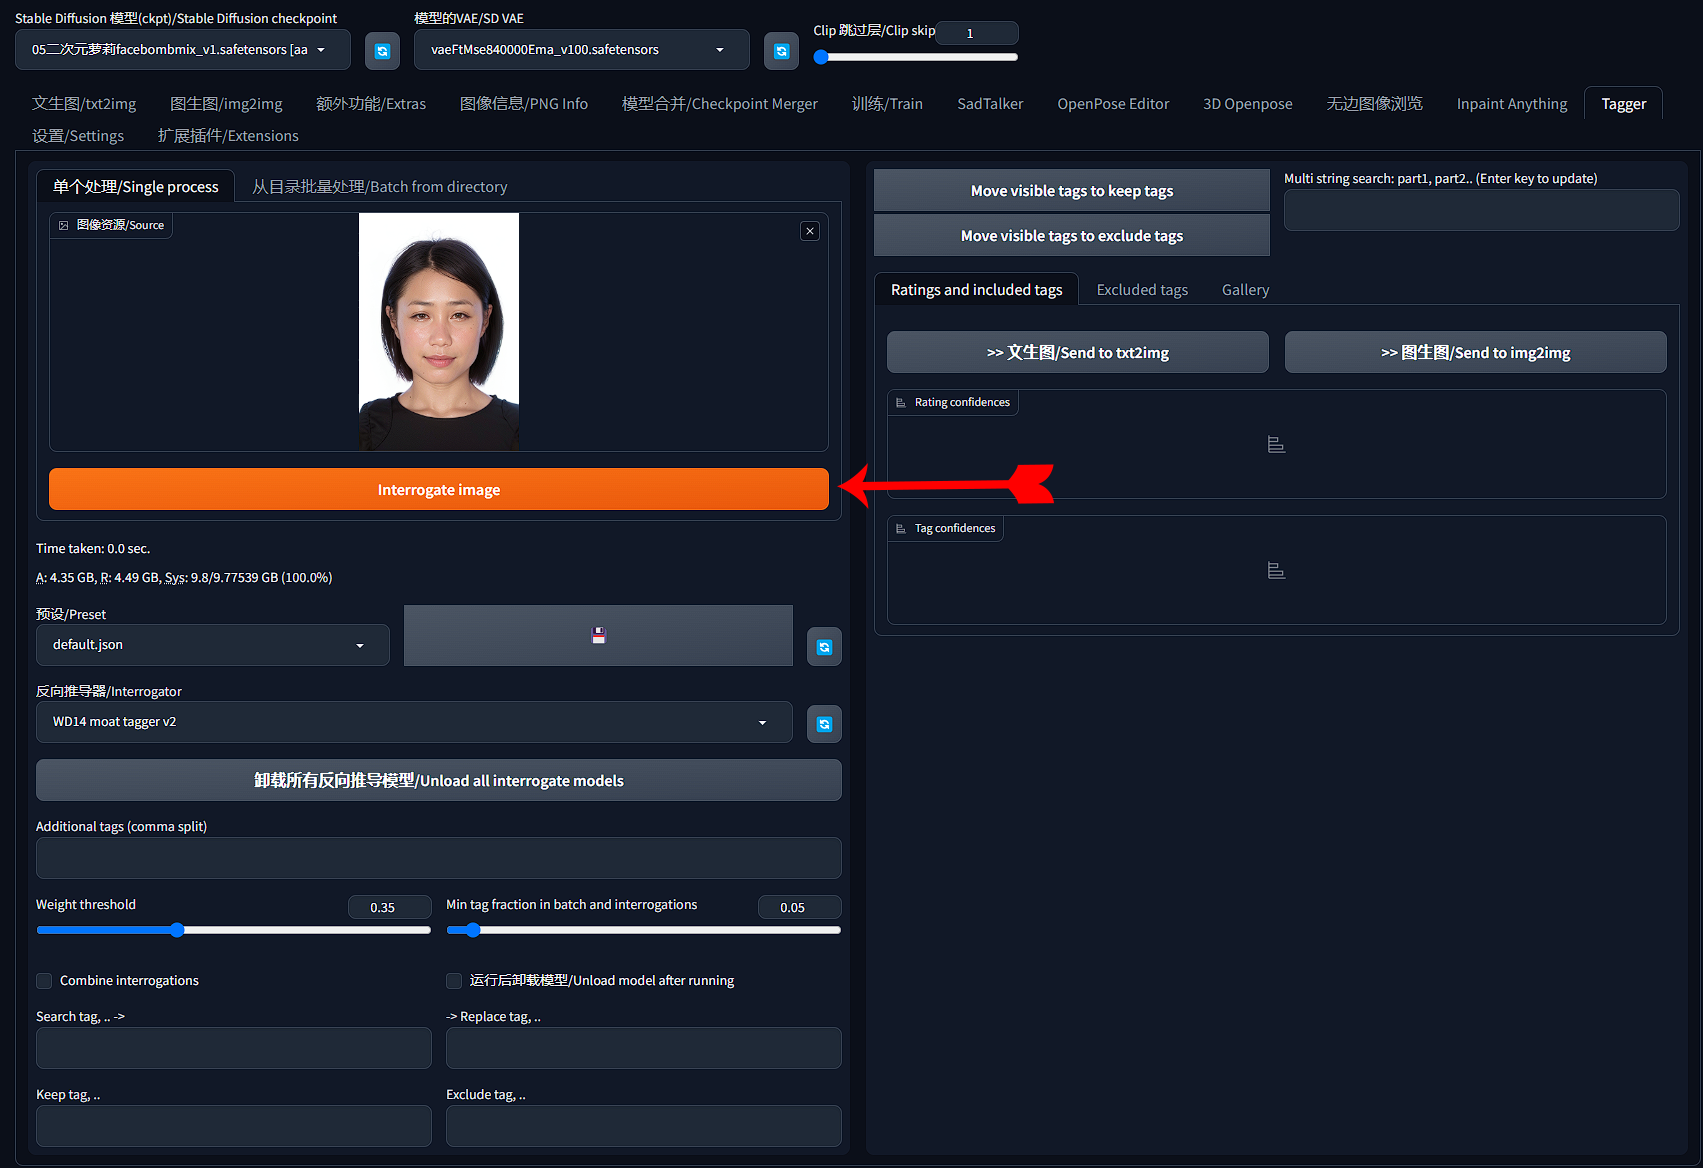 Stable Diffusion 模型(ckpt)/Stable Diffusion checkpoint
05二次元萝莉facebombmix_v1.safetensors [aa
模型的VAE/SD VAE
vaeFtMse840000Ema_v100.safetensors
Clip 跳过层/Clip skip
1
文生图/txt2img
图生图/img2img
额外功能/Extras
图像信息/PNG Info
模型合并/Checkpoint Merger
训练/Train
SadTalker
OpenPose Editor
3D Openpose
无边图像浏览
Inpaint Anything
Tagger
设置/Settings
扩展插件/Extensions
单个处理/Single process
从目录批量处理/Batch from directory
图像资源/Source
Interrogate image
Time taken: 0.0 sec.
A: 4.35 GB, R: 4.49 GB, Sys: 9.8/9.77539 GB (100.0%)
预设/Preset
default.json
反向推导器/Interrogator
WD14 moat tagger v2
卸载所有反向推导模型/Unload all interrogate models
Additional tags (comma split)
Weight threshold
0.35
Min tag fraction in batch and interrogations
0.05
Combine interrogations
运行后卸载模型/Unload model after running
Search tag, .. ->
-> Replace tag, ..
Keep tag, ..
Exclude tag, ..
Move visible tags to keep tags
Move visible tags to exclude tags
Multi string search: part1, part2.. (Enter key to update)
Ratings and included tags
Excluded tags
Gallery
>> 文生图/Send to txt2img
>> 图生图/Send to img2img
Rating confidences
Tag confidences